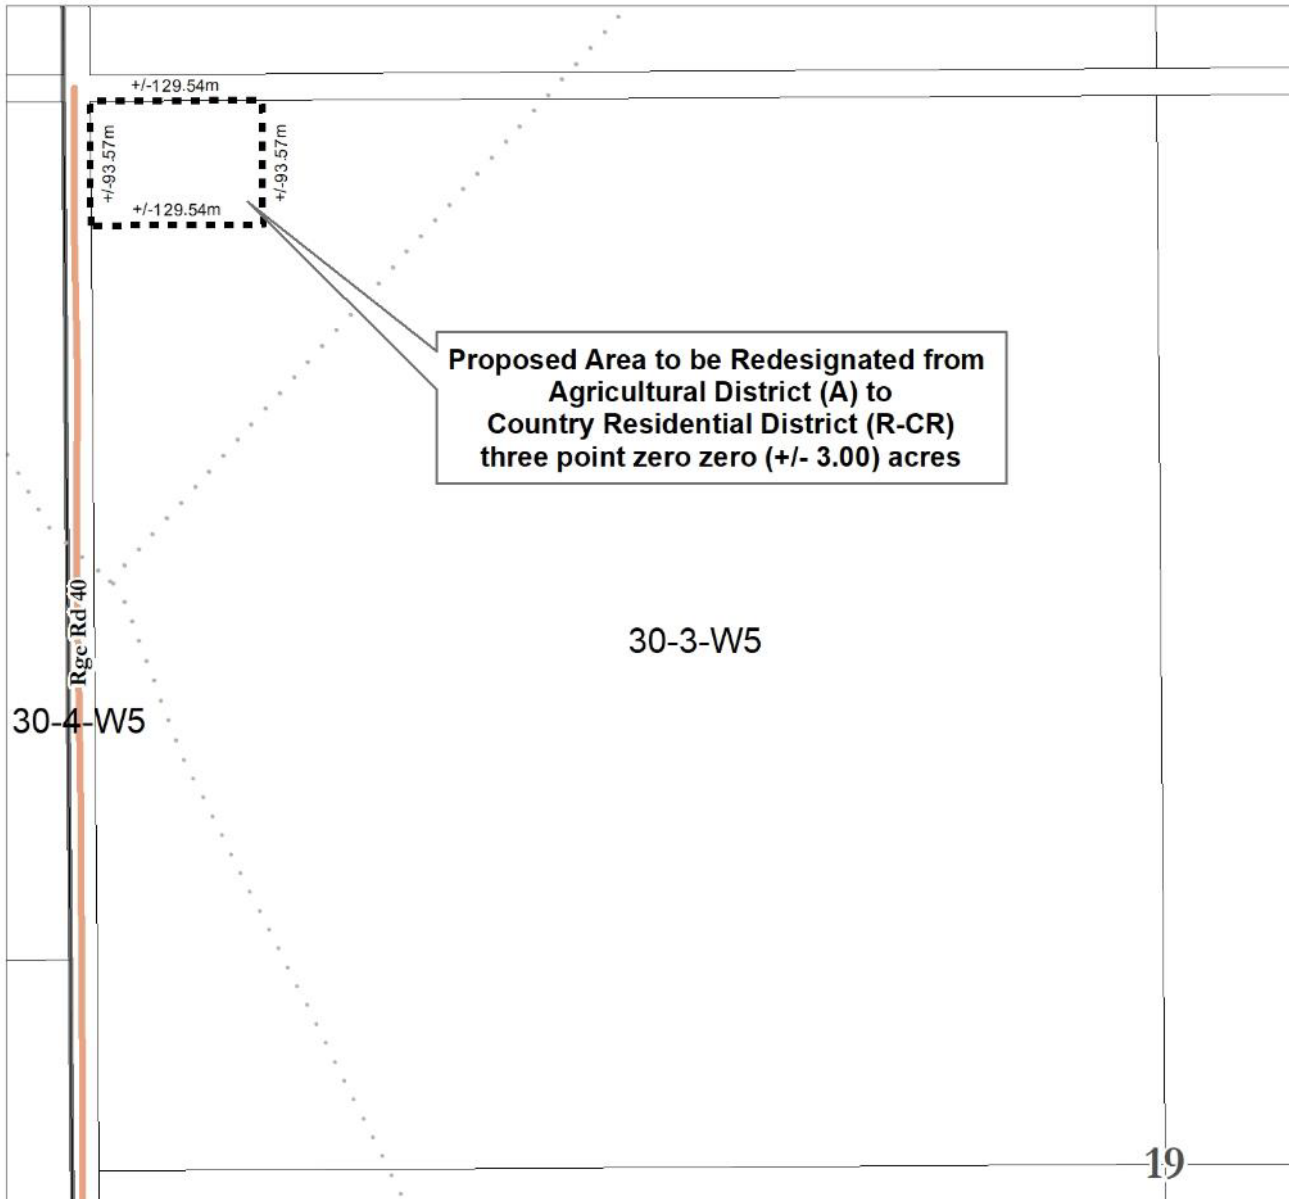 +/-129.54m
+/-93.57m
+/-93.57m
+/-129.54m
Proposed Area to be Redesignated from
Agricultural District (A) to
Country Residential District (R-CR)
three point zero zero (+/- 3.00) acres
Rge Rd 40
30-3-W5
30-4-W5
19